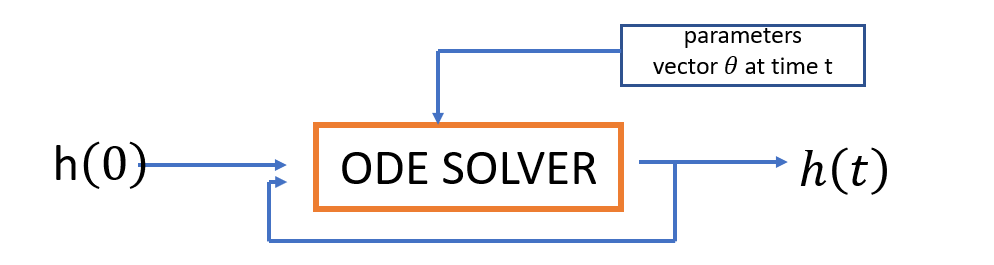 parameters
vector θ at time t
h(0)
ODE SOLVER
h(t)